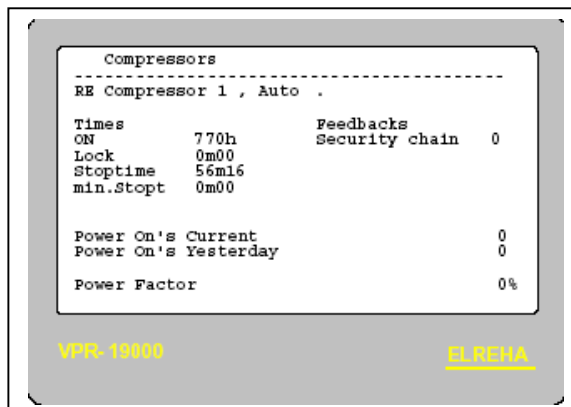 Compressors
--------------------------------------------
RE Compressor 1 , Auto .
Times Feedbacks
ON 770h Security chain 0
Lock 0m00
Stoptime 56m16
min.Stopt 0m00
Power On's Current 0
Power On's Yesterday 0
Power Factor 0%
VPR-19000 ELREHA